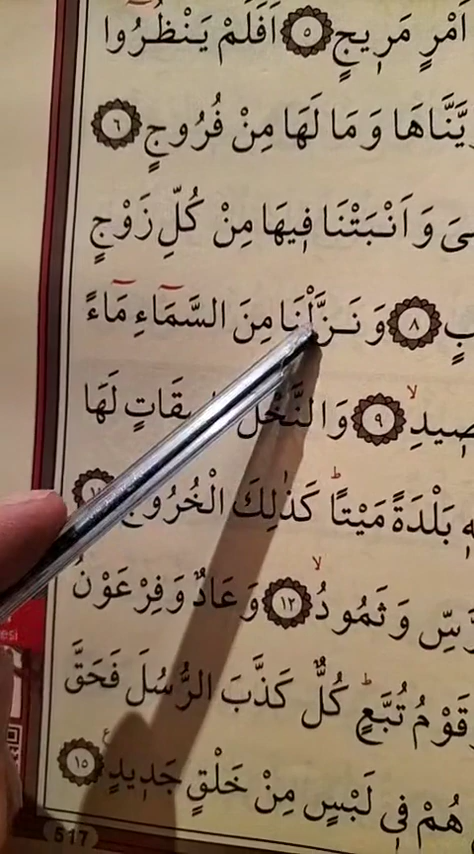 اَمْرٍ مَرٖيجٍ ﴿٥﴾ اَفَلَمْ يَنْظُرُوا
وَمَا لَهَا مِنْ فُرُوجٍ ﴿٦﴾
وَاَنْبَتْنَا فٖيهَا مِنْ كُلِّ زَوْجٍ
﴿٨﴾ وَنَزَّلْنَا مِنَ السَّمَاءِ مَاءً
﴿٩﴾ وَالنَّخْلَ لَهَا
بَلْدَةً مَيْتًاؕ كَذٰلِكَ الْخُرُوجُ
وَثَمُودُ ﴿١٢﴾ وَعَادٌ وَفِرْعَوْنُ
قَوْمُ تُبَّعٍؕ كُلٌّ كَذَّبَ الرُّسُلَ فَحَقَّ
هُمْ فٖي لَبْسٍ مِنْ خَلْقٍ جَدٖيدٍ ﴿١٥﴾
517